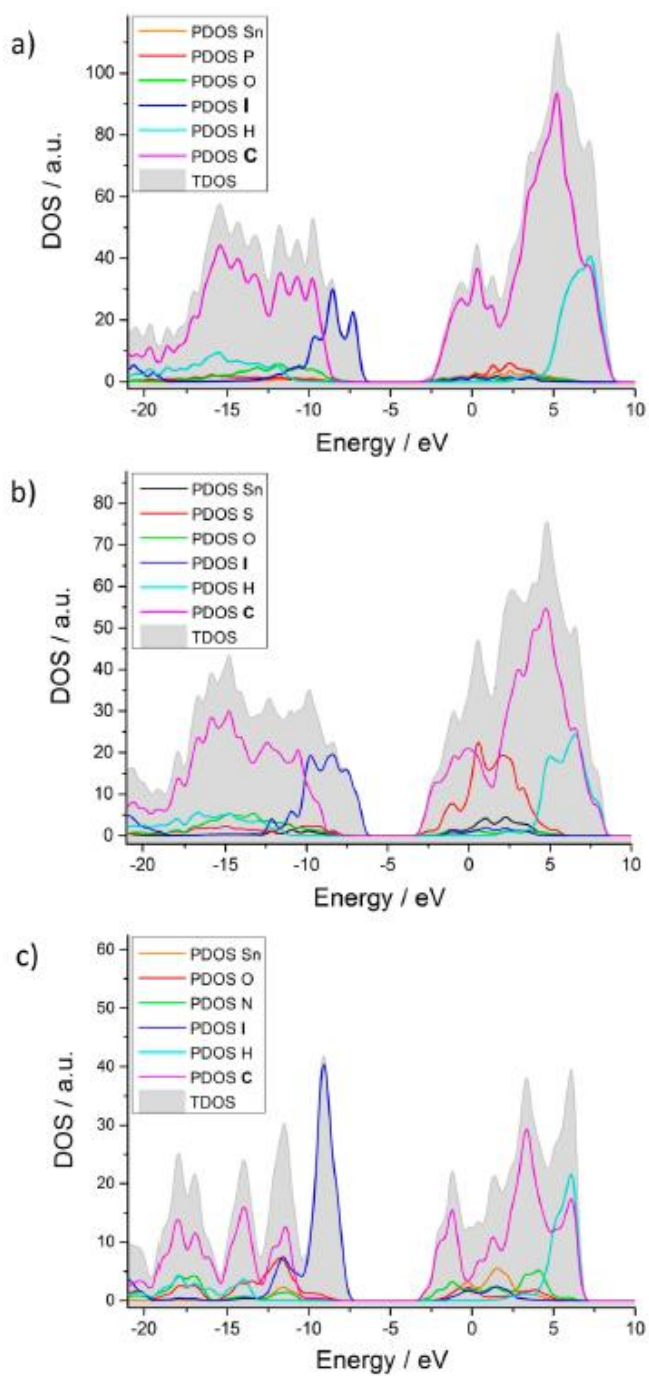 a)
PDOS Sn
PDOS P
PDOS O
PDOS I
PDOS H
PDOS C
TDOS
DOS / a.u.
100
80
60
40
20
0
-20 -15 -10 -5 0 5 10
Energy / eV
b)
PDOS Sn
PDOS S
PDOS O
PDOS I
PDOS H
PDOS C
TDOS
DOS / a.u.
80
70
60
50
40
30
20
10
0
-20 -15 -10 -5 0 5 10
Energy / eV
c)
PDOS Sn
PDOS O
PDOS N
PDOS I
PDOS H
PDOS C
TDOS
DOS / a.u.
60
50
40
30
20
10
0
-20 -15 -10 -5 0 5 10
Energy / eV